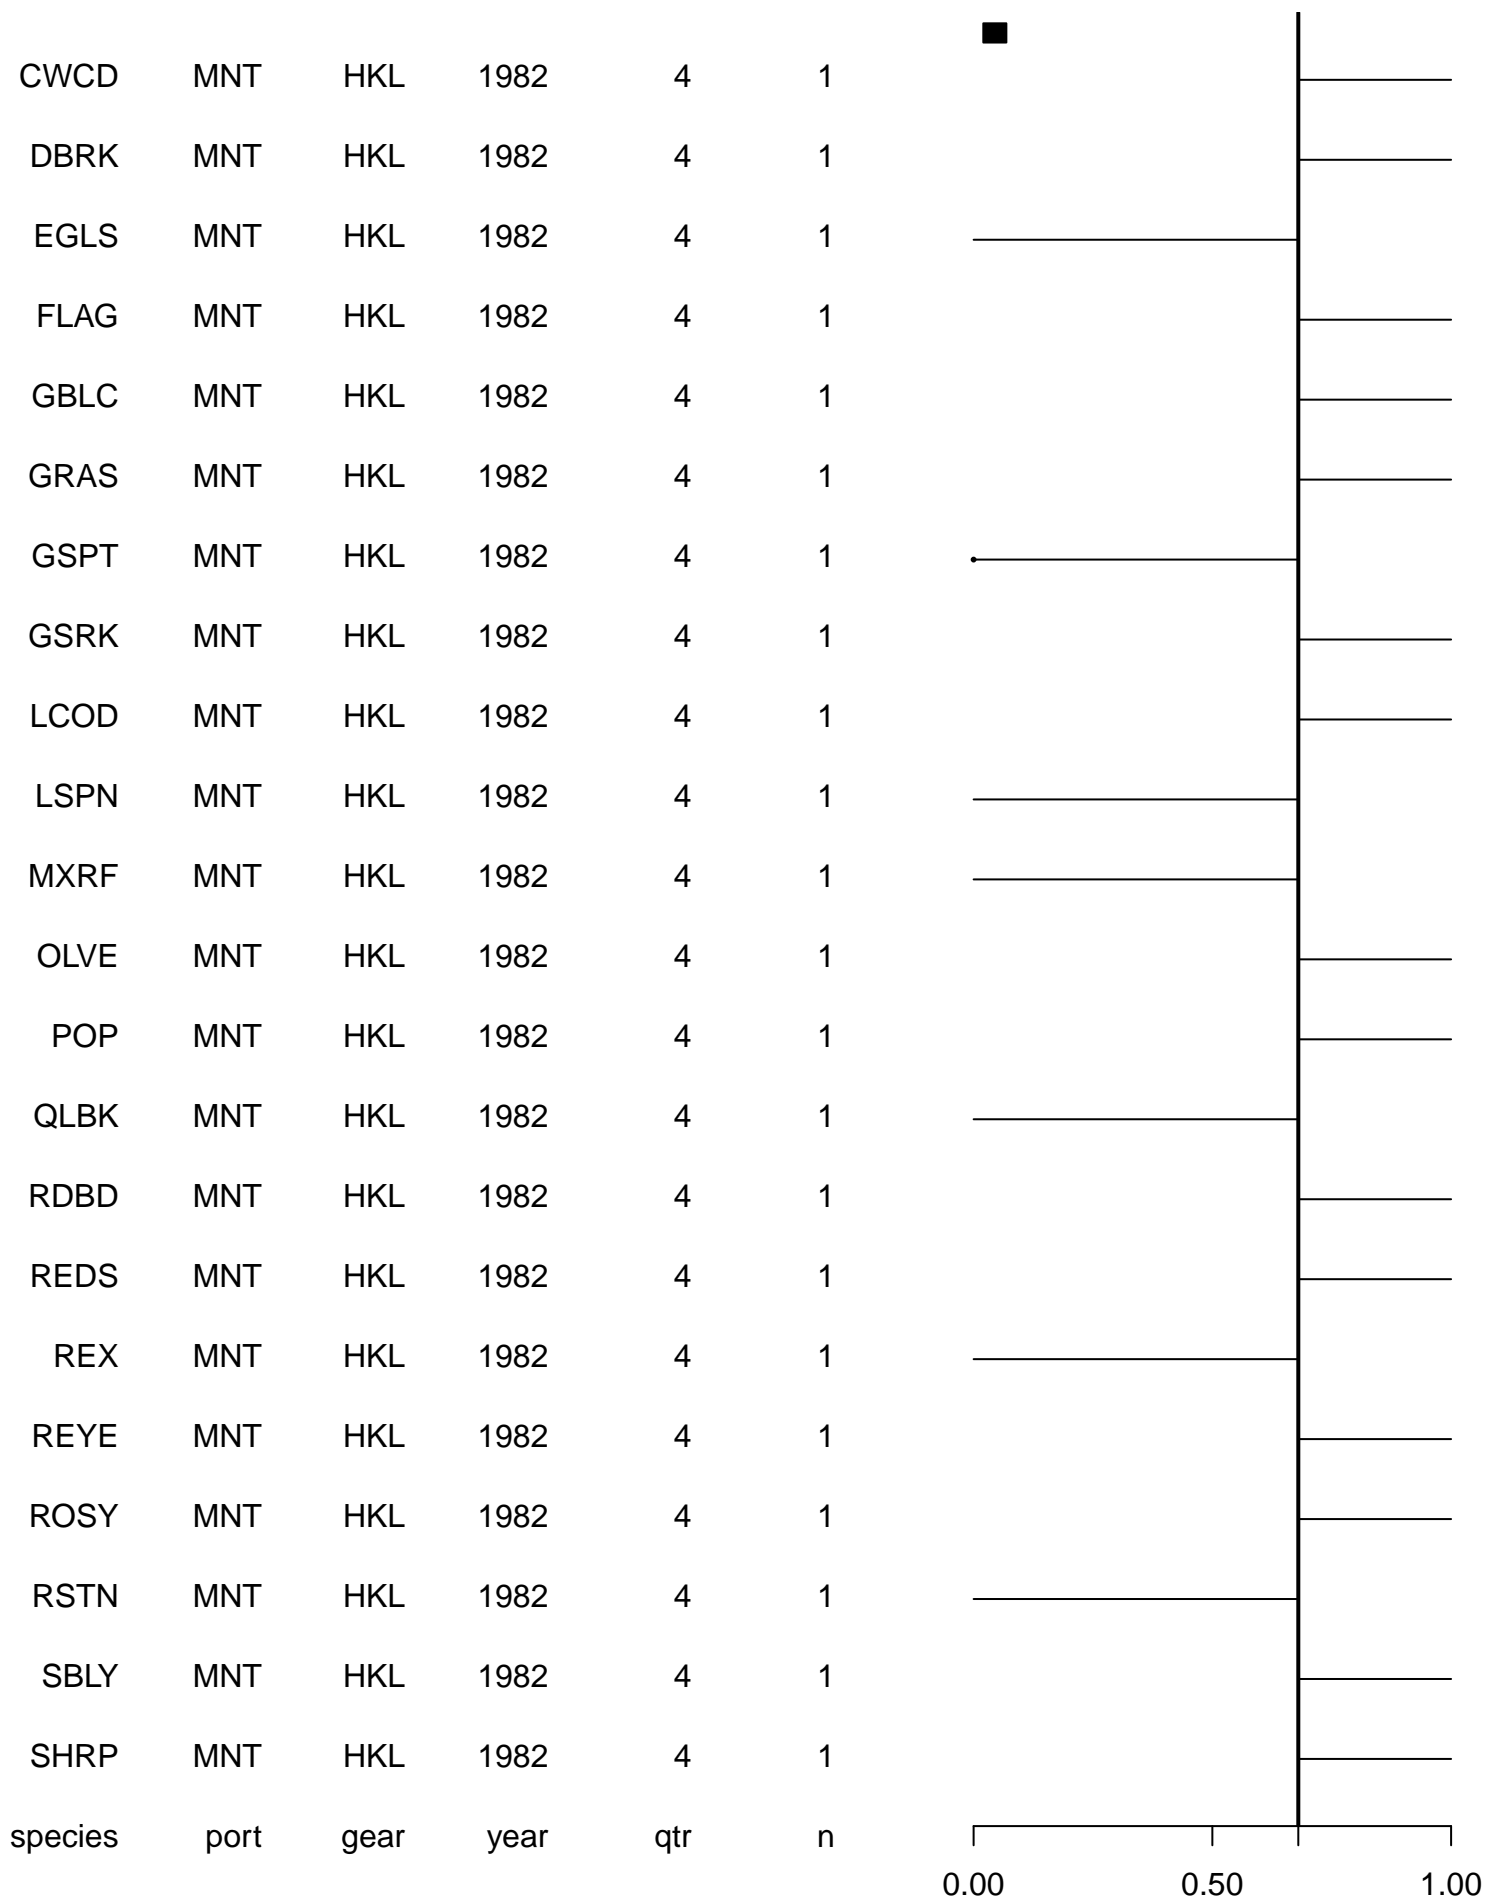 CWCD MNT HKL 1982 4 1
DBRK MNT HKL 1982 4 1
EGLS MNT HKL 1982 4 1
FLAG MNT HKL 1982 4 1
GBLC MNT HKL 1982 4 1
GRAS MNT HKL 1982 4 1
GSPT MNT HKL 1982 4 1
GSRK MNT HKL 1982 4 1
LCOD MNT HKL 1982 4 1
LSPN MNT HKL 1982 4 1
MXRF MNT HKL 1982 4 1
OLVE MNT HKL 1982 4 1
POP MNT HKL 1982 4 1
QLBK MNT HKL 1982 4 1
RDBD MNT HKL 1982 4 1
REDS MNT HKL 1982 4 1
REX MNT HKL 1982 4 1
REYE MNT HKL 1982 4 1
ROSY MNT HKL 1982 4 1
RSTN MNT HKL 1982 4 1
SBLY MNT HKL 1982 4 1
SHRP MNT HKL 1982 4 1
species port gear year qtr n
0.00 0.50 1.00